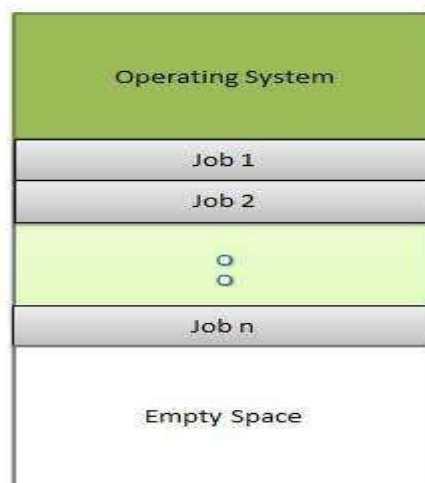 Operating System
Job 1
Job 2
o
o
Job n
Empty Space